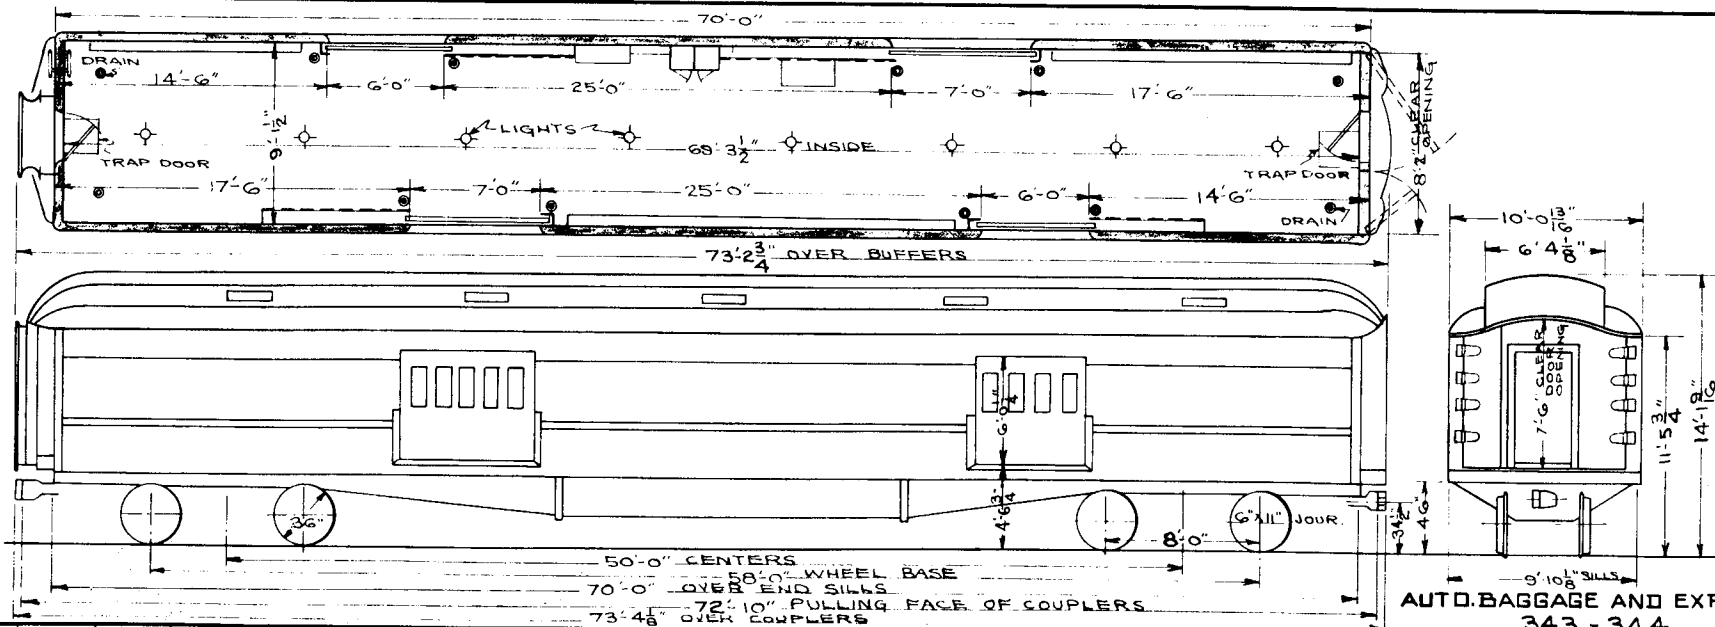 70'-0"
DRAIN
14'-6" 6'-0" 25'-0" 7'-0" 17'-6"
8'-2" CLEAR OPENING
9'-1 1/2"
LIGHTS
69' 3 1/2" INSIDE
TRAP DOOR
TRAP DOOR
17'-6" 7'-0" 25'-0" 6'-0" 14'-6"
DRAIN
73'-2 3/4" OVER BUFFERS
10'-0 13/16"
6' 4 1/8"
6'-0 1/4"
7'-6" CLEAR DOOR OPENING
11'-5 3/4"
14'-1 9/16"
36"
4'-6 3/4"
6"X11" JOUR.
34 1/2"
4'6"
8'-0"
50'-0" CENTERS
58'-0" WHEEL BASE
70'-0" OVER END SILLS
72'-10" PULLING FACE OF COUPLERS
73'-4 1/8" OVER COUPLERS
9'-10 1/8" SILLS
AUTO. BAGGAGE AND EXP
343 - 344